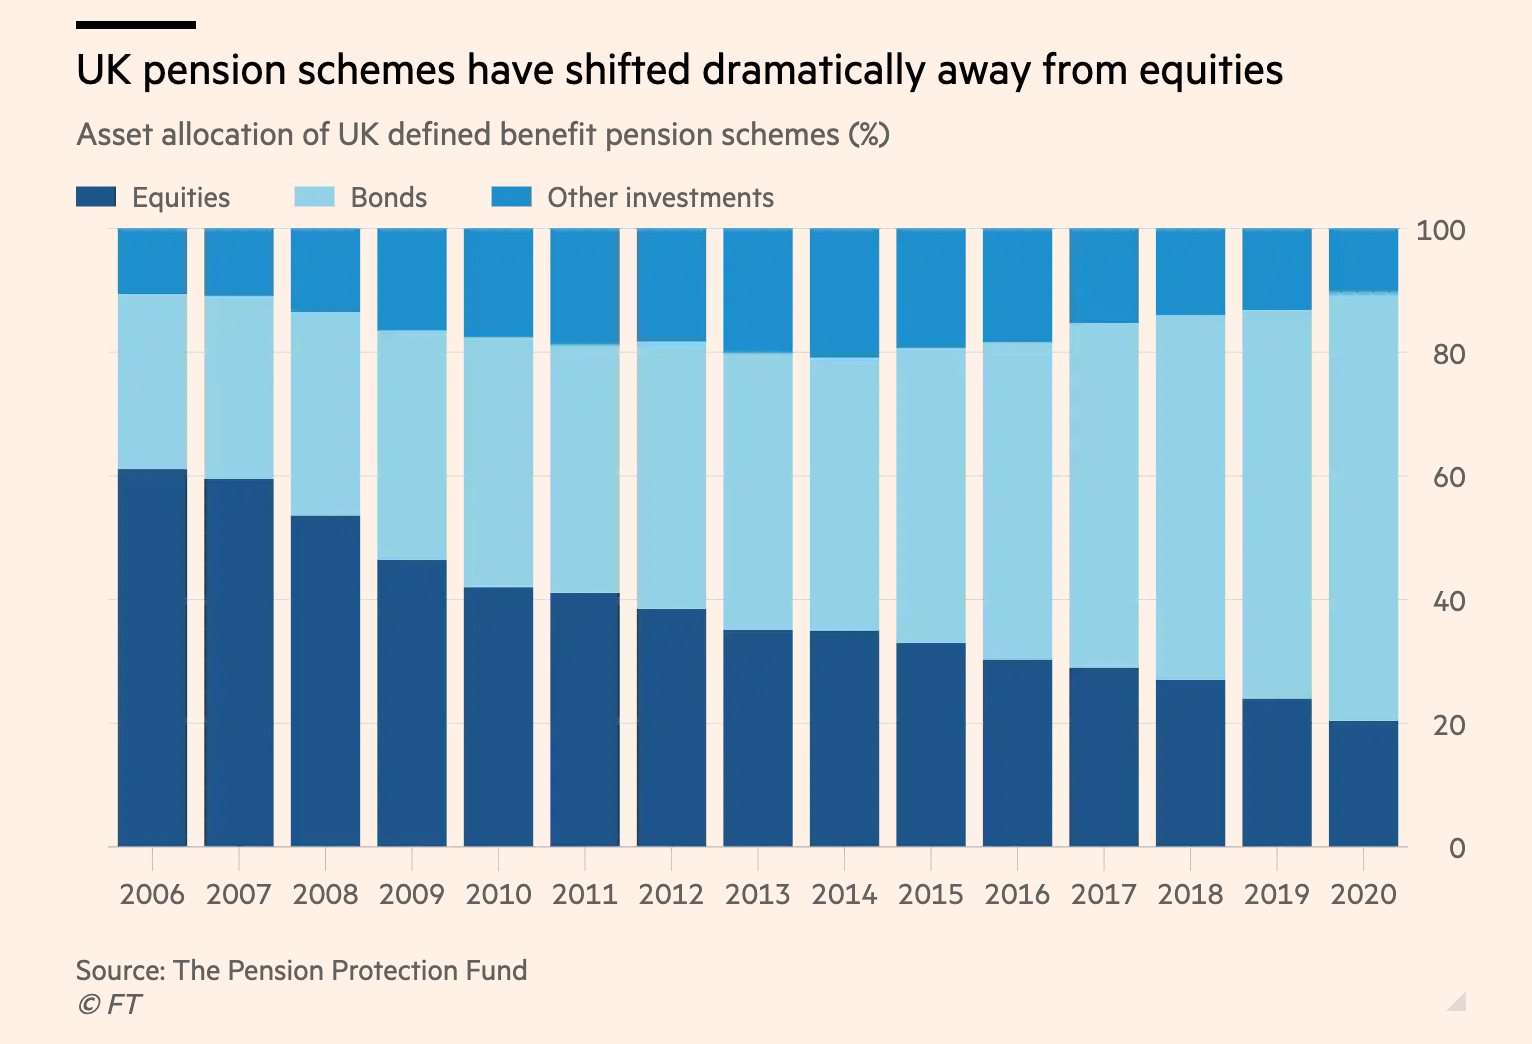 UK pension schemes have shifted dramatically away from equities
Asset allocation of UK defined benefit pension schemes (%)
Equities Bonds Other investments
100
80
60
40
20
0
2006 2007 2008 2009 2010 2011 2012 2013 2014 2015 2016 2017 2018 2019 2020
Source: The Pension Protection Fund
© FT